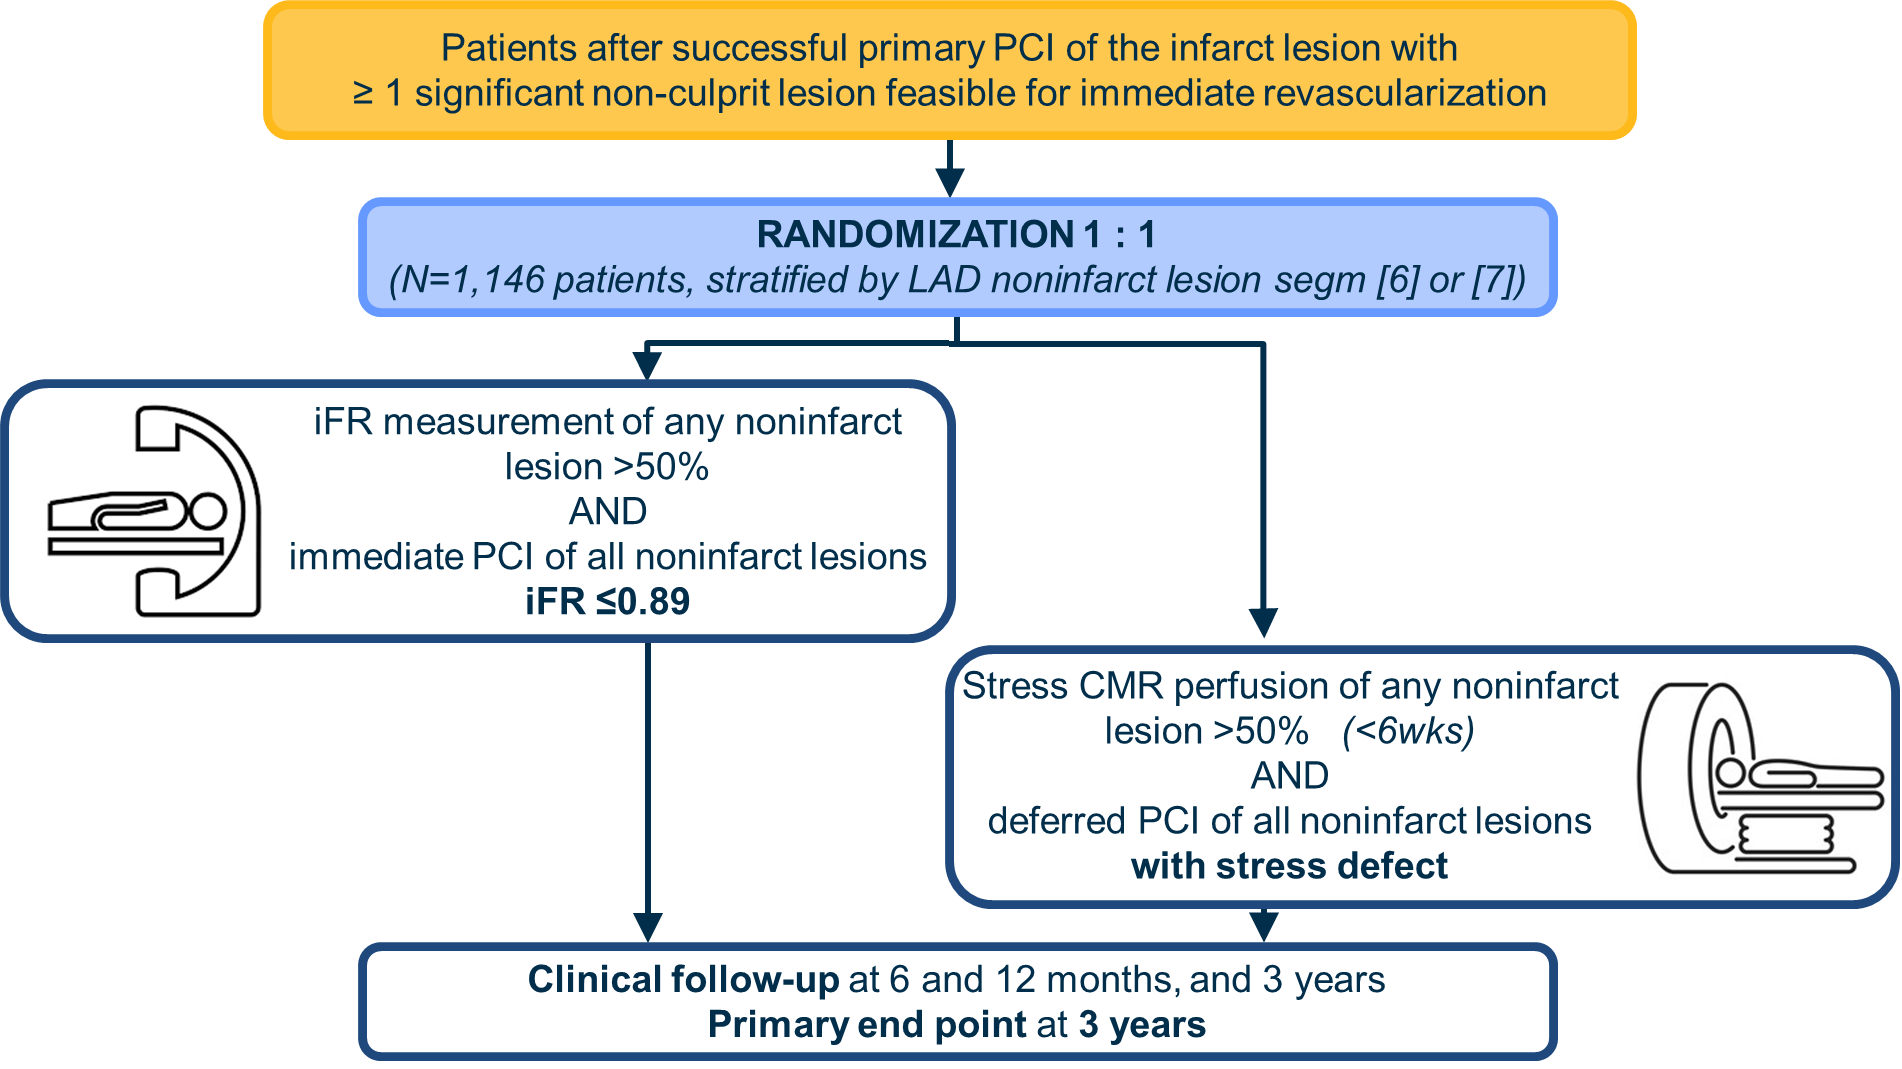 Patients after successful primary PCI of the infarct lesion with
≥ 1 significant non-culprit lesion feasible for immediate revascularization
RANDOMIZATION 1 : 1
(N=1,146 patients, stratified by LAD noninfarct lesion segm [6] or [7])
iFR measurement of any noninfarct
lesion >50%
AND
immediate PCI of all noninfarct lesions
iFR ≤0.89
Stress CMR perfusion of any noninfarct
lesion >50% (<6wks)
AND
deferred PCI of all noninfarct lesions
with stress defect
Clinical follow-up at 6 and 12 months, and 3 years
Primary end point at 3 years